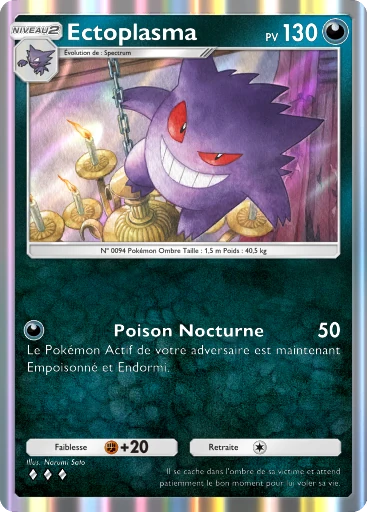 NIVEAU 2 Ectoplasma PV 130
Évolution de : Spectrum
N° 0094 Pokémon Ombre Taille : 1,5 m Poids : 40,5 kg
Poison Nocturne 50
Le Pokémon Actif de votre adversaire est maintenant
Empoisonné et Endormi.
Faiblesse +20 Retraite
Illus. Narumi Sato
Il se cache dans l'ombre de sa victime et attend
patiemment le bon moment pour lui voler sa vie.